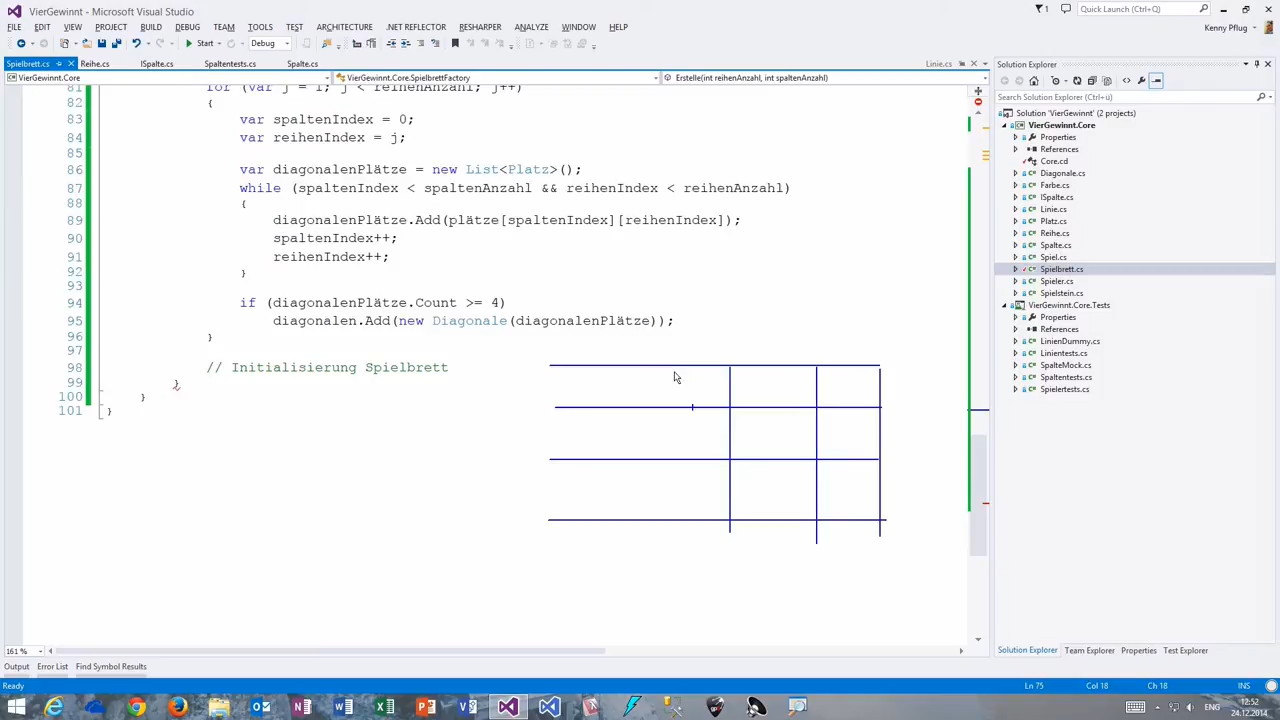 VierGewinnt - Microsoft Visual Studio
1
Quick Launch (Ctrl+Q)
FILE EDIT VIEW PROJECT BUILD DEBUG TEAM TOOLS TEST ARCHITECTURE .NET REFLECTOR RESHARPER ANALYZE WINDOW HELP
Kenny Pflug
Start Debug
Spielbrett.cs Reihe.cs ISpalte.cs Spaltentests.cs Spalte.cs Linie.cs
VierGewinnt.Core VierGewinnt.Core.SpielbrettFactory Erstelle(int reihenAnzahl, int spaltenAnzahl)
81 for (var j = 1; j < reihenAnzahl; j++)
82 {
83 var spaltenIndex = 0;
84 var reihenIndex = j;
85
86 var diagonalenPlätze = new List<Platz>();
87 while (spaltenIndex < spaltenAnzahl && reihenIndex < reihenAnzahl)
88 {
89 diagonalenPlätze.Add(plätze[spaltenIndex][reihenIndex]);
90 spaltenIndex++;
91 reihenIndex++;
92 }
93
94 if (diagonalenPlätze.Count >= 4)
95 diagonalen.Add(new Diagonale(diagonalenPlätze));
96 }
97
98 // Initialisierung Spielbrett
99 }
100 }
101 }
161 %
Solution Explorer
Search Solution Explorer (Ctrl+ü)
Solution 'VierGewinnt' (2 projects)
VierGewinnt.Core
Properties
References
Core.cd
Diagonale.cs
Farbe.cs
ISpalte.cs
Linie.cs
Platz.cs
Reihe.cs
Spalte.cs
Spiel.cs
Spielbrett.cs
Spieler.cs
Spielstein.cs
VierGewinnt.Core.Tests
Properties
References
LinienDummy.cs
Linientests.cs
SpalteMock.cs
Spaltentests.cs
Spielertests.cs
Solution Explorer Team Explorer Properties Test Explorer
Output Error List Find Symbol Results
Ready Ln 75 Col 18 Ch 18 INS
12:52
24.12.2014